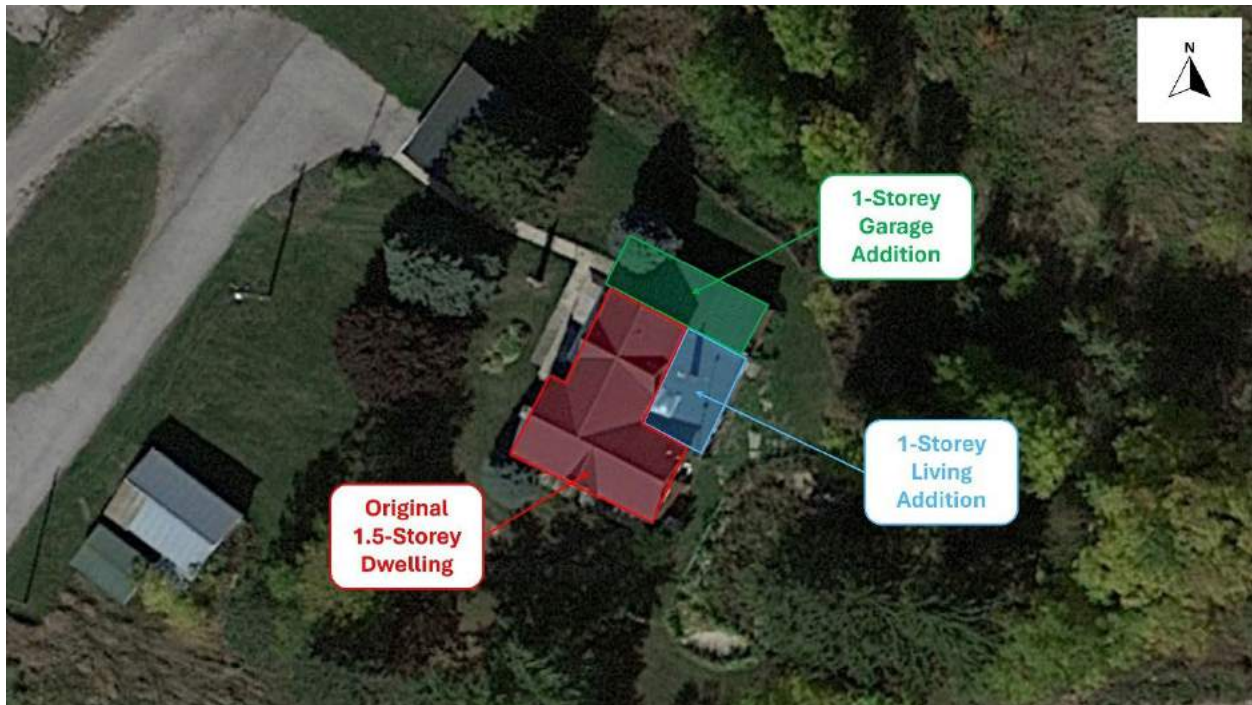 N
1-Storey
Garage
Addition
1-Storey
Living
Addition
Original
1.5-Storey
Dwelling